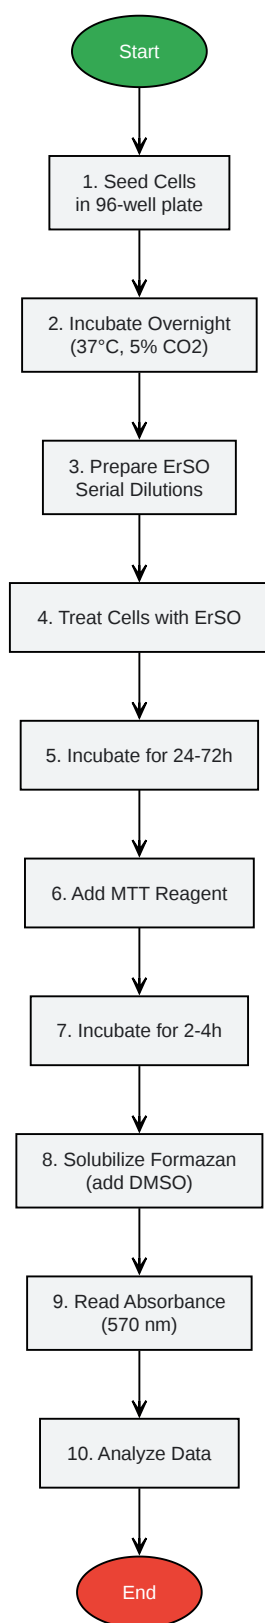 Start
1. Seed Cells
in 96-well plate
2. Incubate Overnight
(37°C, 5% CO2)
3. Prepare ErSO
Serial Dilutions
4. Treat Cells with ErSO
5. Incubate for 24-72h
6. Add MTT Reagent
7. Incubate for 2-4h
8. Solubilize Formazan
(add DMSO)
9. Read Absorbance
(570 nm)
10. Analyze Data
End